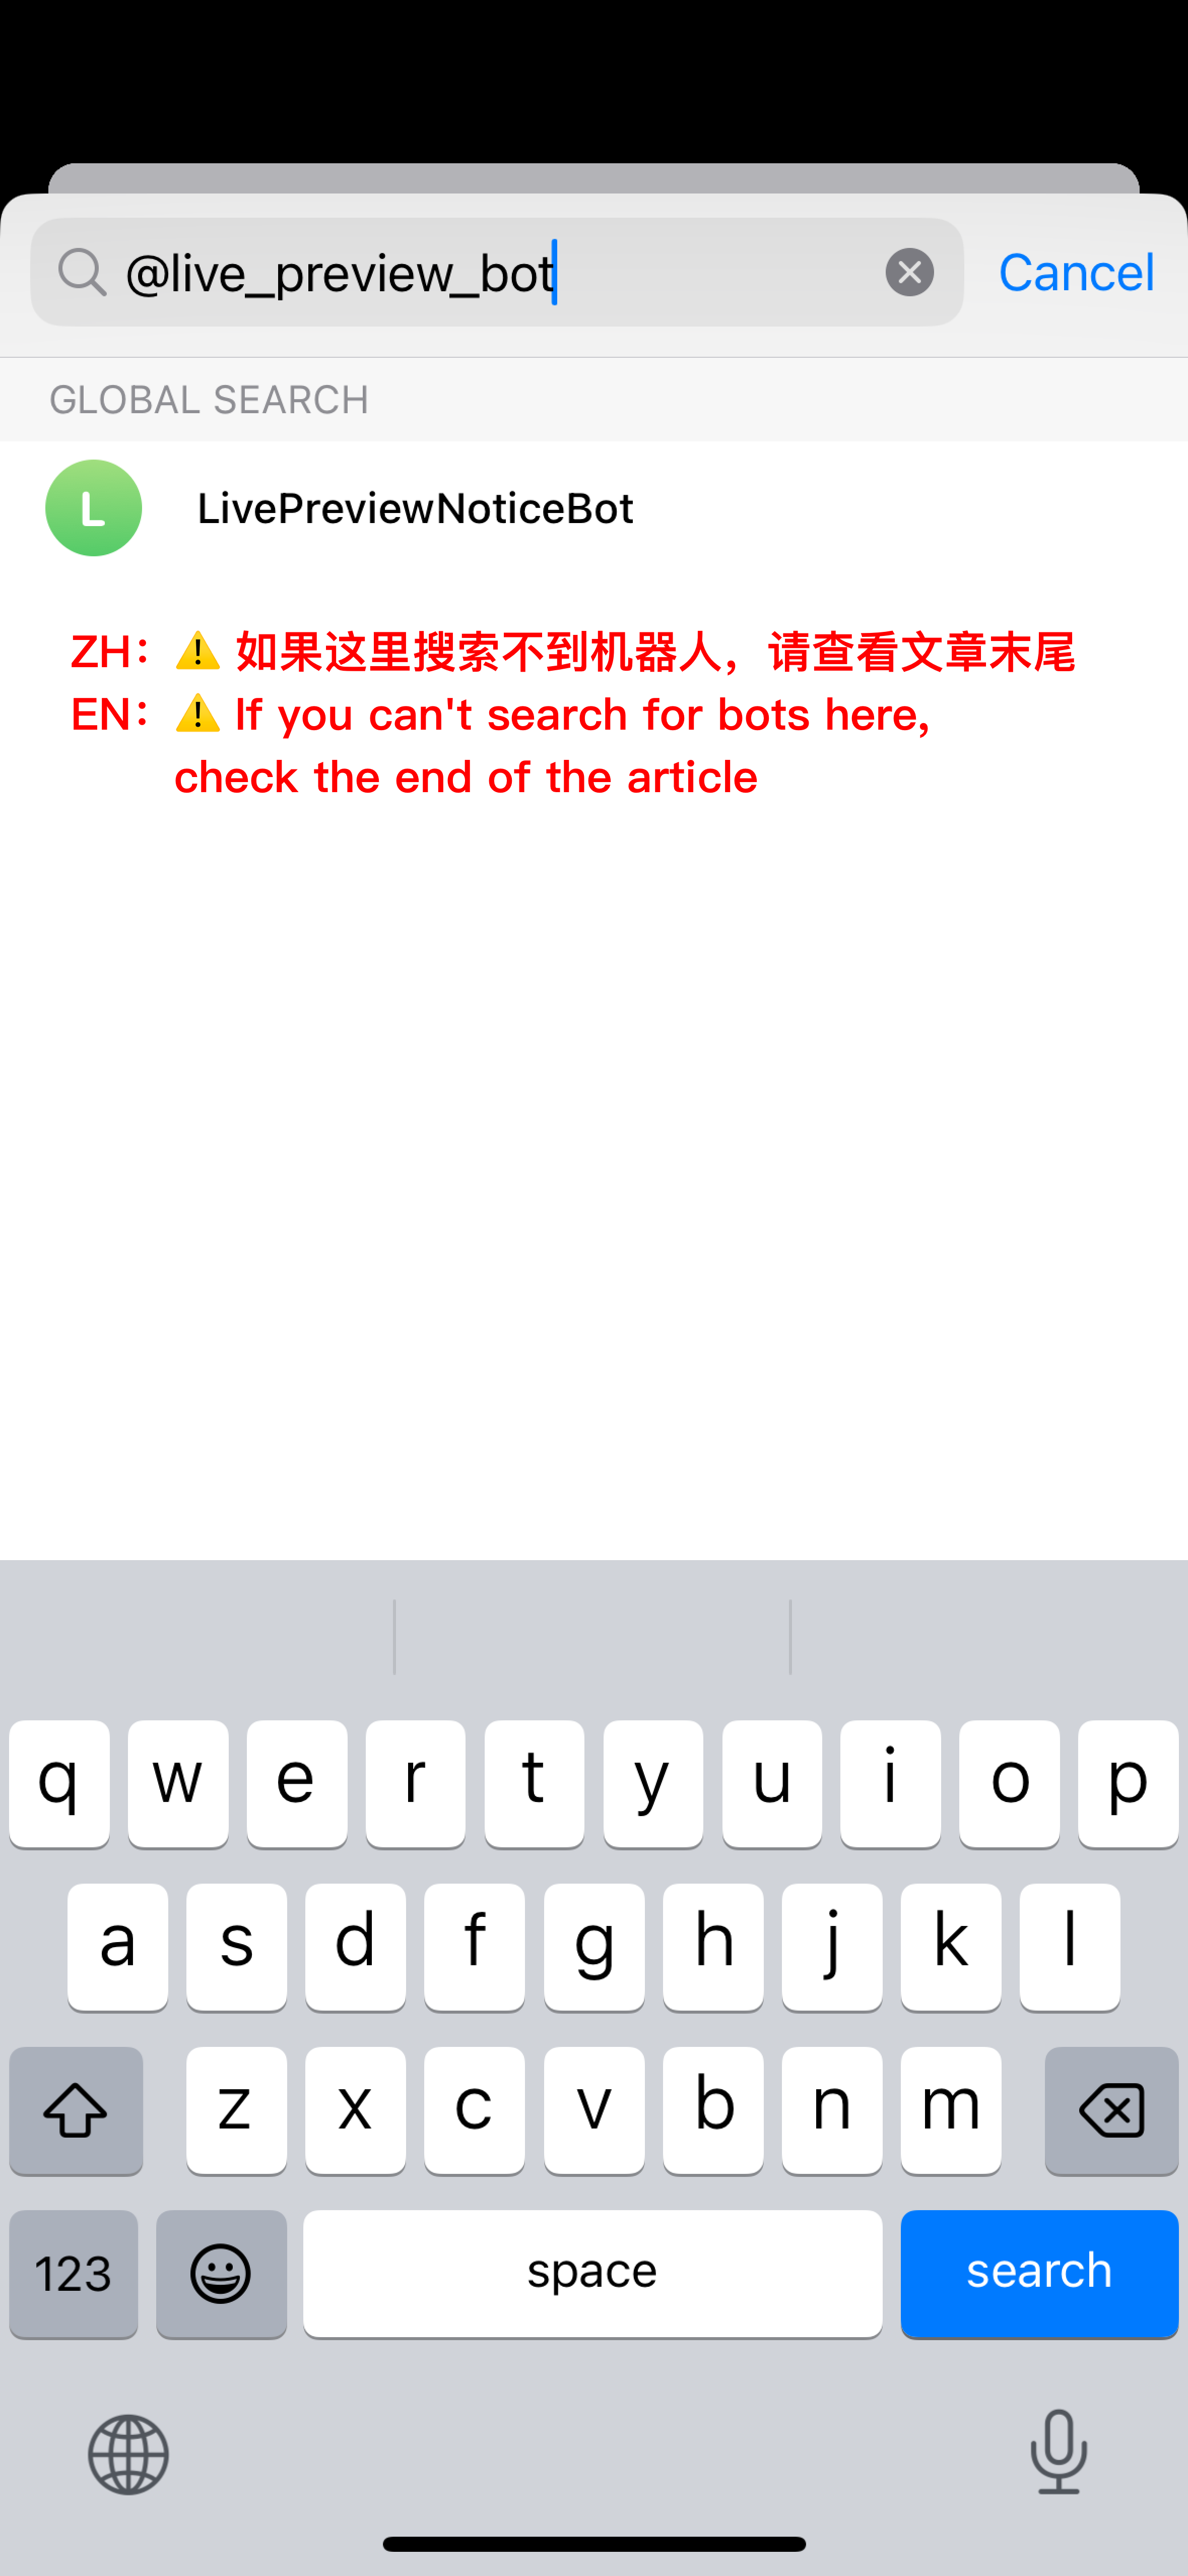 @live_preview_bot
Cancel
GLOBAL SEARCH
L
LivePreviewNoticeBot
ZH：⚠️ 如果这里搜索不到机器人，请查看文章末尾
EN：⚠️ If you can't search for bots here,
check the end of the article
q w e r t y u i o p
a s d f g h j k l
z x c v b n m
123 space search